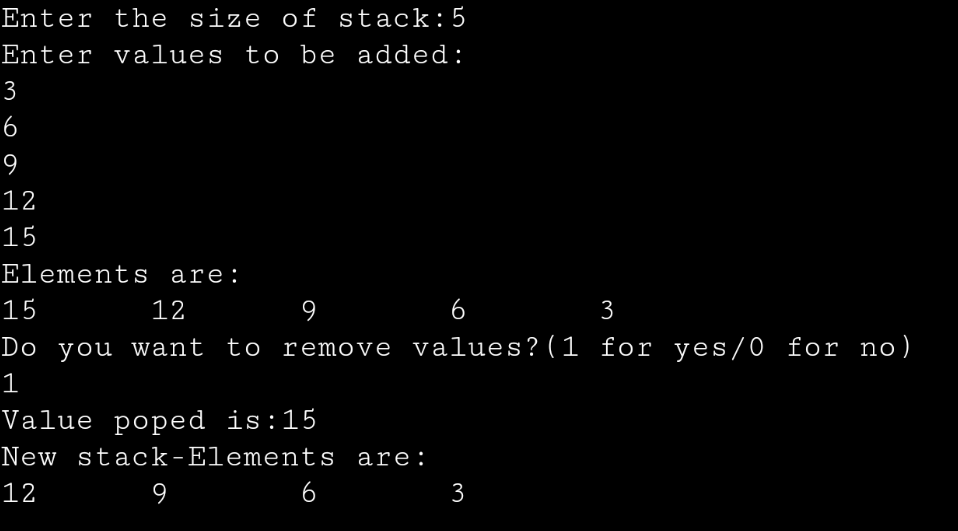 Enter the size of stack:5
Enter values to be added:
3
6
9
12
15
Elements are:
15 12 9 6 3
Do you want to remove values?(1 for yes/0 for no)
1
Value poped is:15
New stack-Elements are:
12 9 6 3